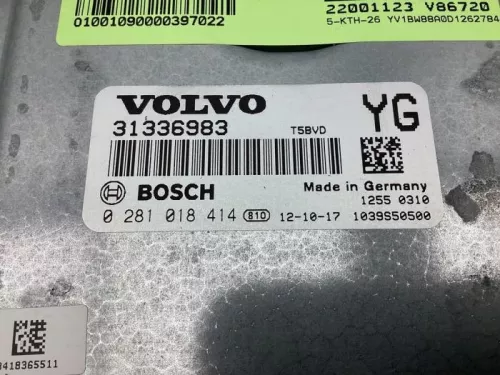 22001123 V86720
01001090000397022
5-KTH-26 YV1BW88A0D1262784
VOLVO
31336983
T5BVD
YG
BOSCH
Made in Germany
1255 0310
0 281 018 414 810 12-10-17 1039S50500
8418365511